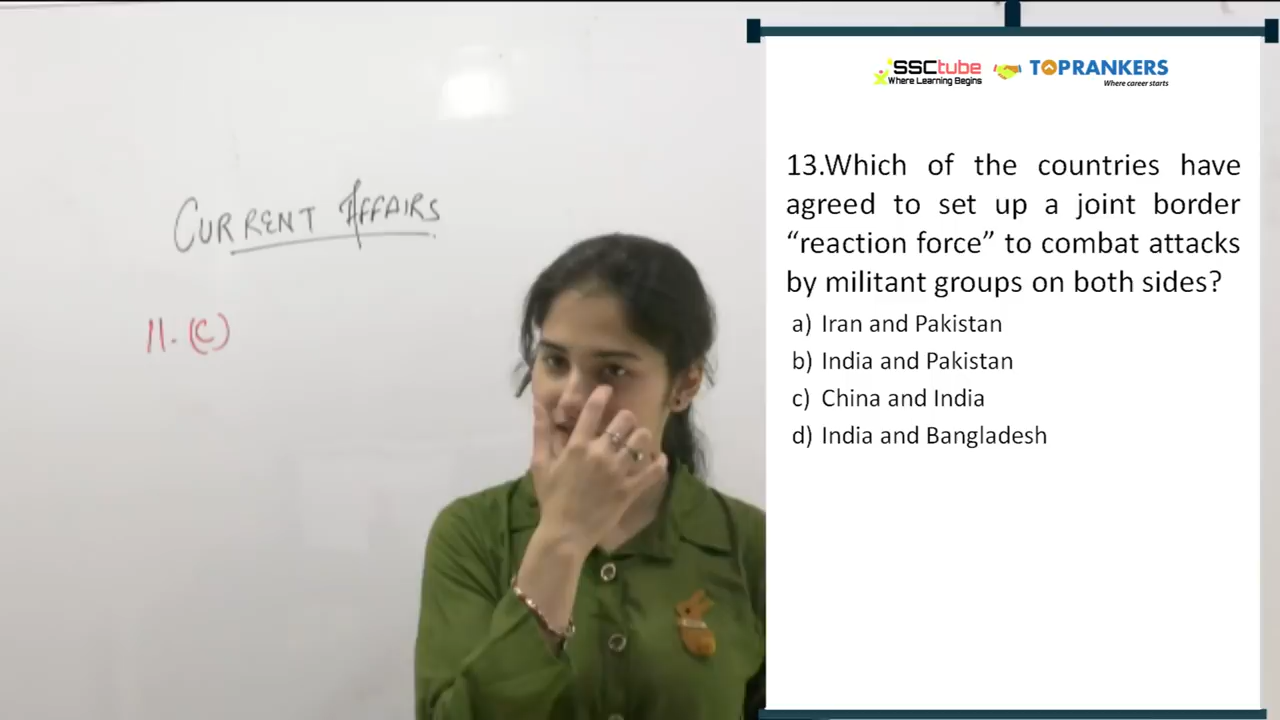 CURRENT AFFAIRS
11. (C)
SSCtube
Where Learning Begins
TOPRANKERS
Where career starts
13.Which of the countries have
agreed to set up a joint border
“reaction force” to combat attacks
by militant groups on both sides?
a) Iran and Pakistan
b) India and Pakistan
c) China and India
d) India and Bangladesh